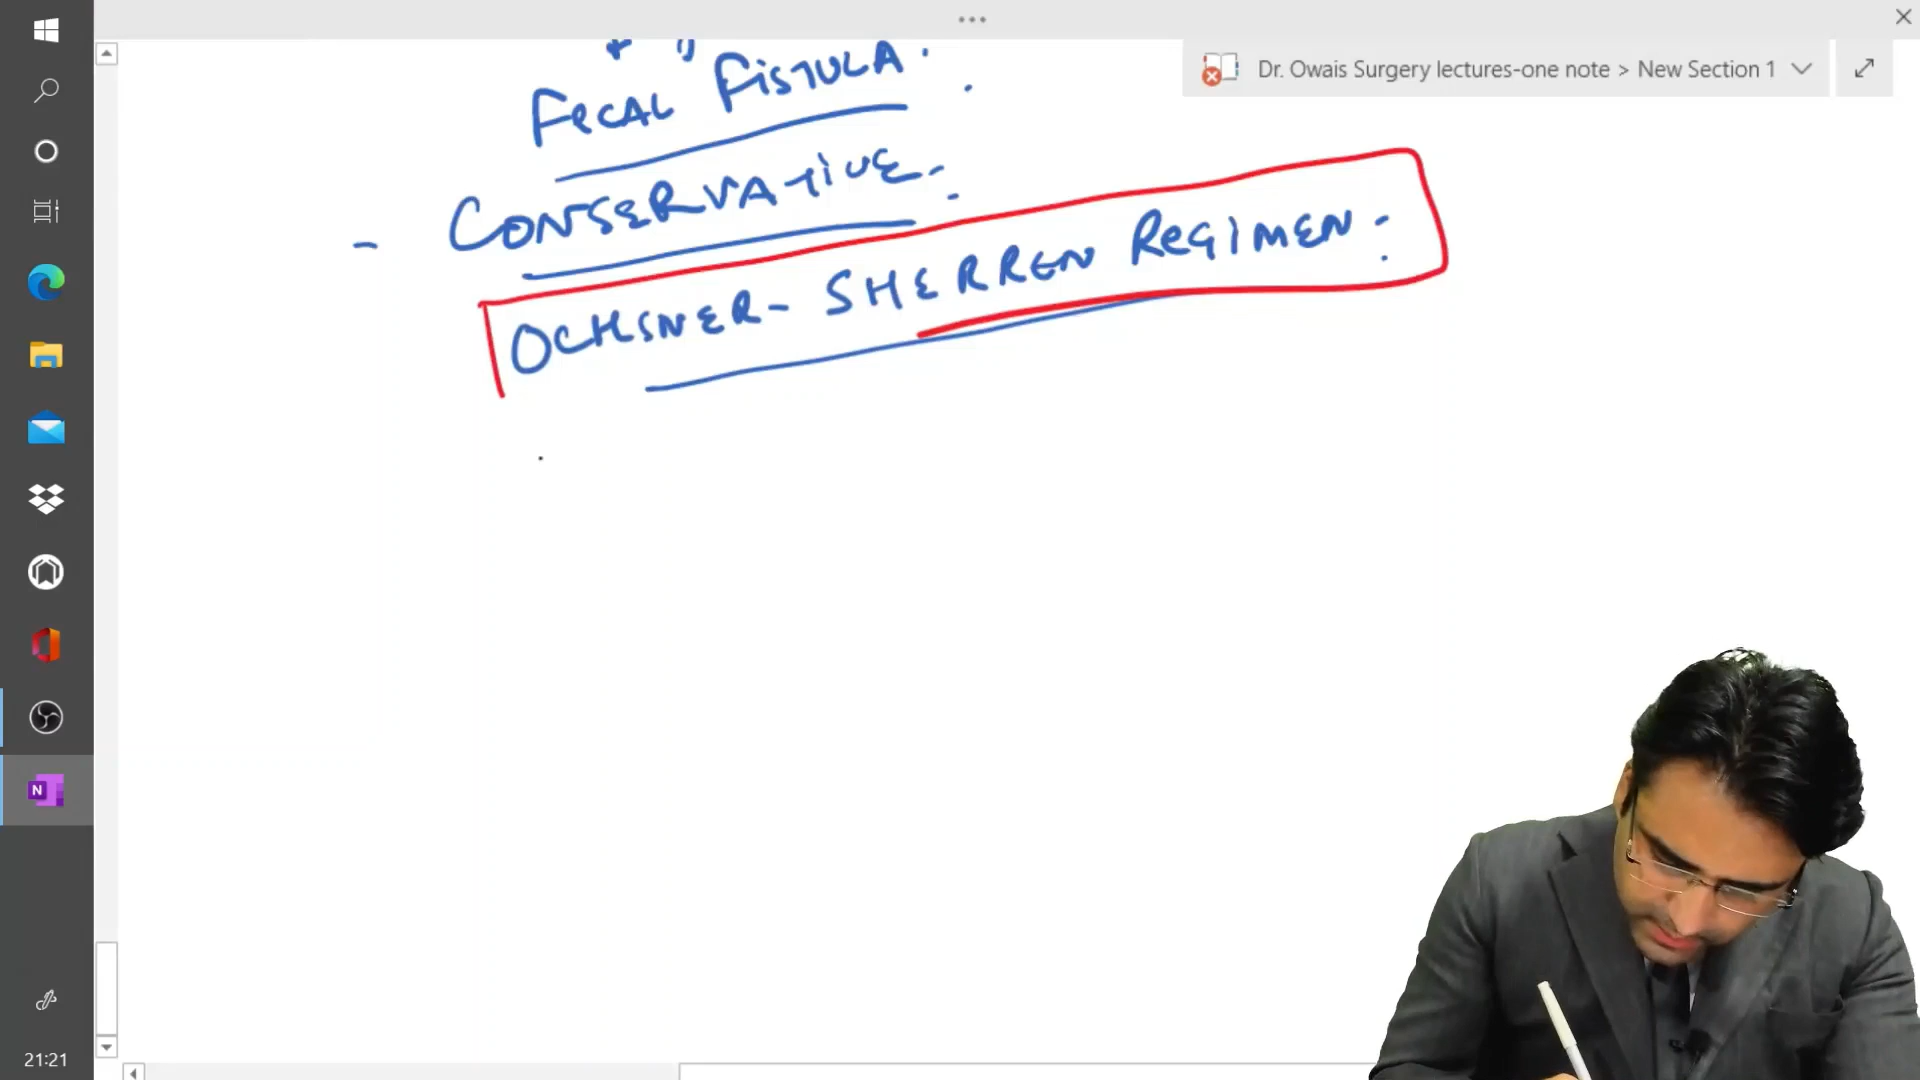 Dr. Owais Surgery lectures-one note > New Section 1
FECAL FISTULA.
- CONSERVATIVE:
OCHSNER- SHERREN REGIMEN:
N
21:21